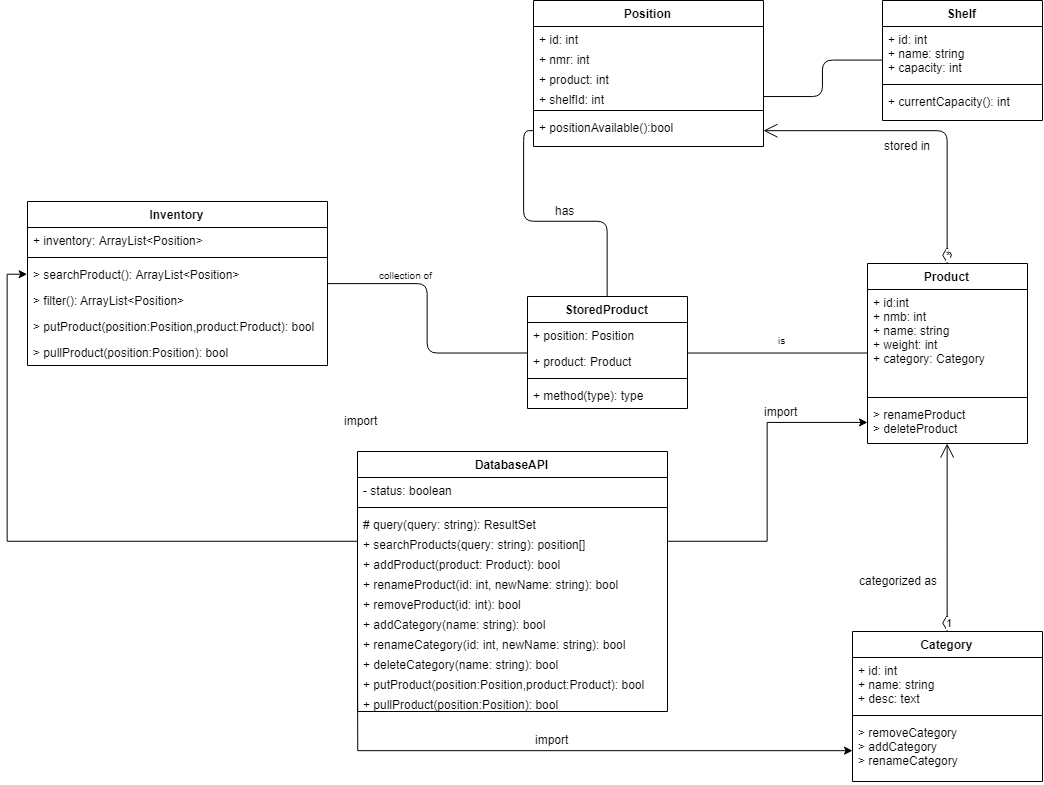 Position
+ id: int
+ nmr: int
+ product: int
+ shelfId: int
+ positionAvailable():bool
Shelf
+ id: int
+ name: string
+ capacity: int
+ currentCapacity(): int
stored in
has
Inventory
+ inventory: ArrayList<Position>
> searchProduct(): ArrayList<Position>
> filter(): ArrayList<Position>
> putProduct(position:Position,product:Product): bool
> pullProduct(position:Position): bool
collection of
StoredProduct
+ position: Position
+ product: Product
+ method(type): type
is
Product
+ id:int
+ nmb: int
+ name: string
+ weight: int
+ category: Category
> renameProduct
> deleteProduct
import
import
DatabaseAPI
- status: boolean
# query(query: string): ResultSet
+ searchProducts(query: string): position[]
+ addProduct(product: Product): bool
+ renameProduct(id: int, newName: string): bool
+ removeProduct(id: int): bool
+ addCategory(name: string): bool
+ renameCategory(id: int, newName: string): bool
+ deleteCategory(name: string): bool
+ putProduct(position:Position,product:Product): bool
+ pullProduct(position:Position): bool
categorized as
1
Category
+ id: int
+ name: string
+ desc: text
> removeCategory
> addCategory
> renameCategory
import